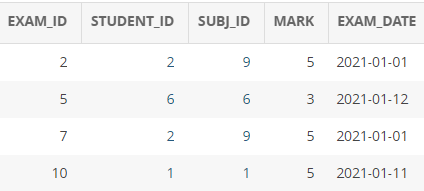 EXAM_ID STUDENT_ID SUBJ_ID MARK EXAM_DATE
2 2 9 5 2021-01-01
5 6 6 3 2021-01-12
7 2 9 5 2021-01-01
10 1 1 5 2021-01-11